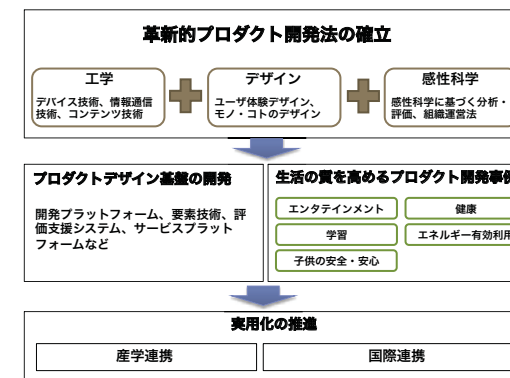 革新的プロダクト開発法の確立
工学
デバイス技術、情報通信
技術、コンテンツ技術
デザイン
ユーザ体験デザイン、
モノ・コトのデザイン
感性科学
感性科学に基づく分析・
評価、組織運営法
プロダクトデザイン基盤の開発
開発プラットフォーム、要素技術、評
価支援システム、サービスプラット
フォームなど
生活の質を高めるプロダクト開発事例
エンタテインメント
健康
学習
エネルギー有効利用
子供の安全・安心
実用化の推進
産学連携
国際連携